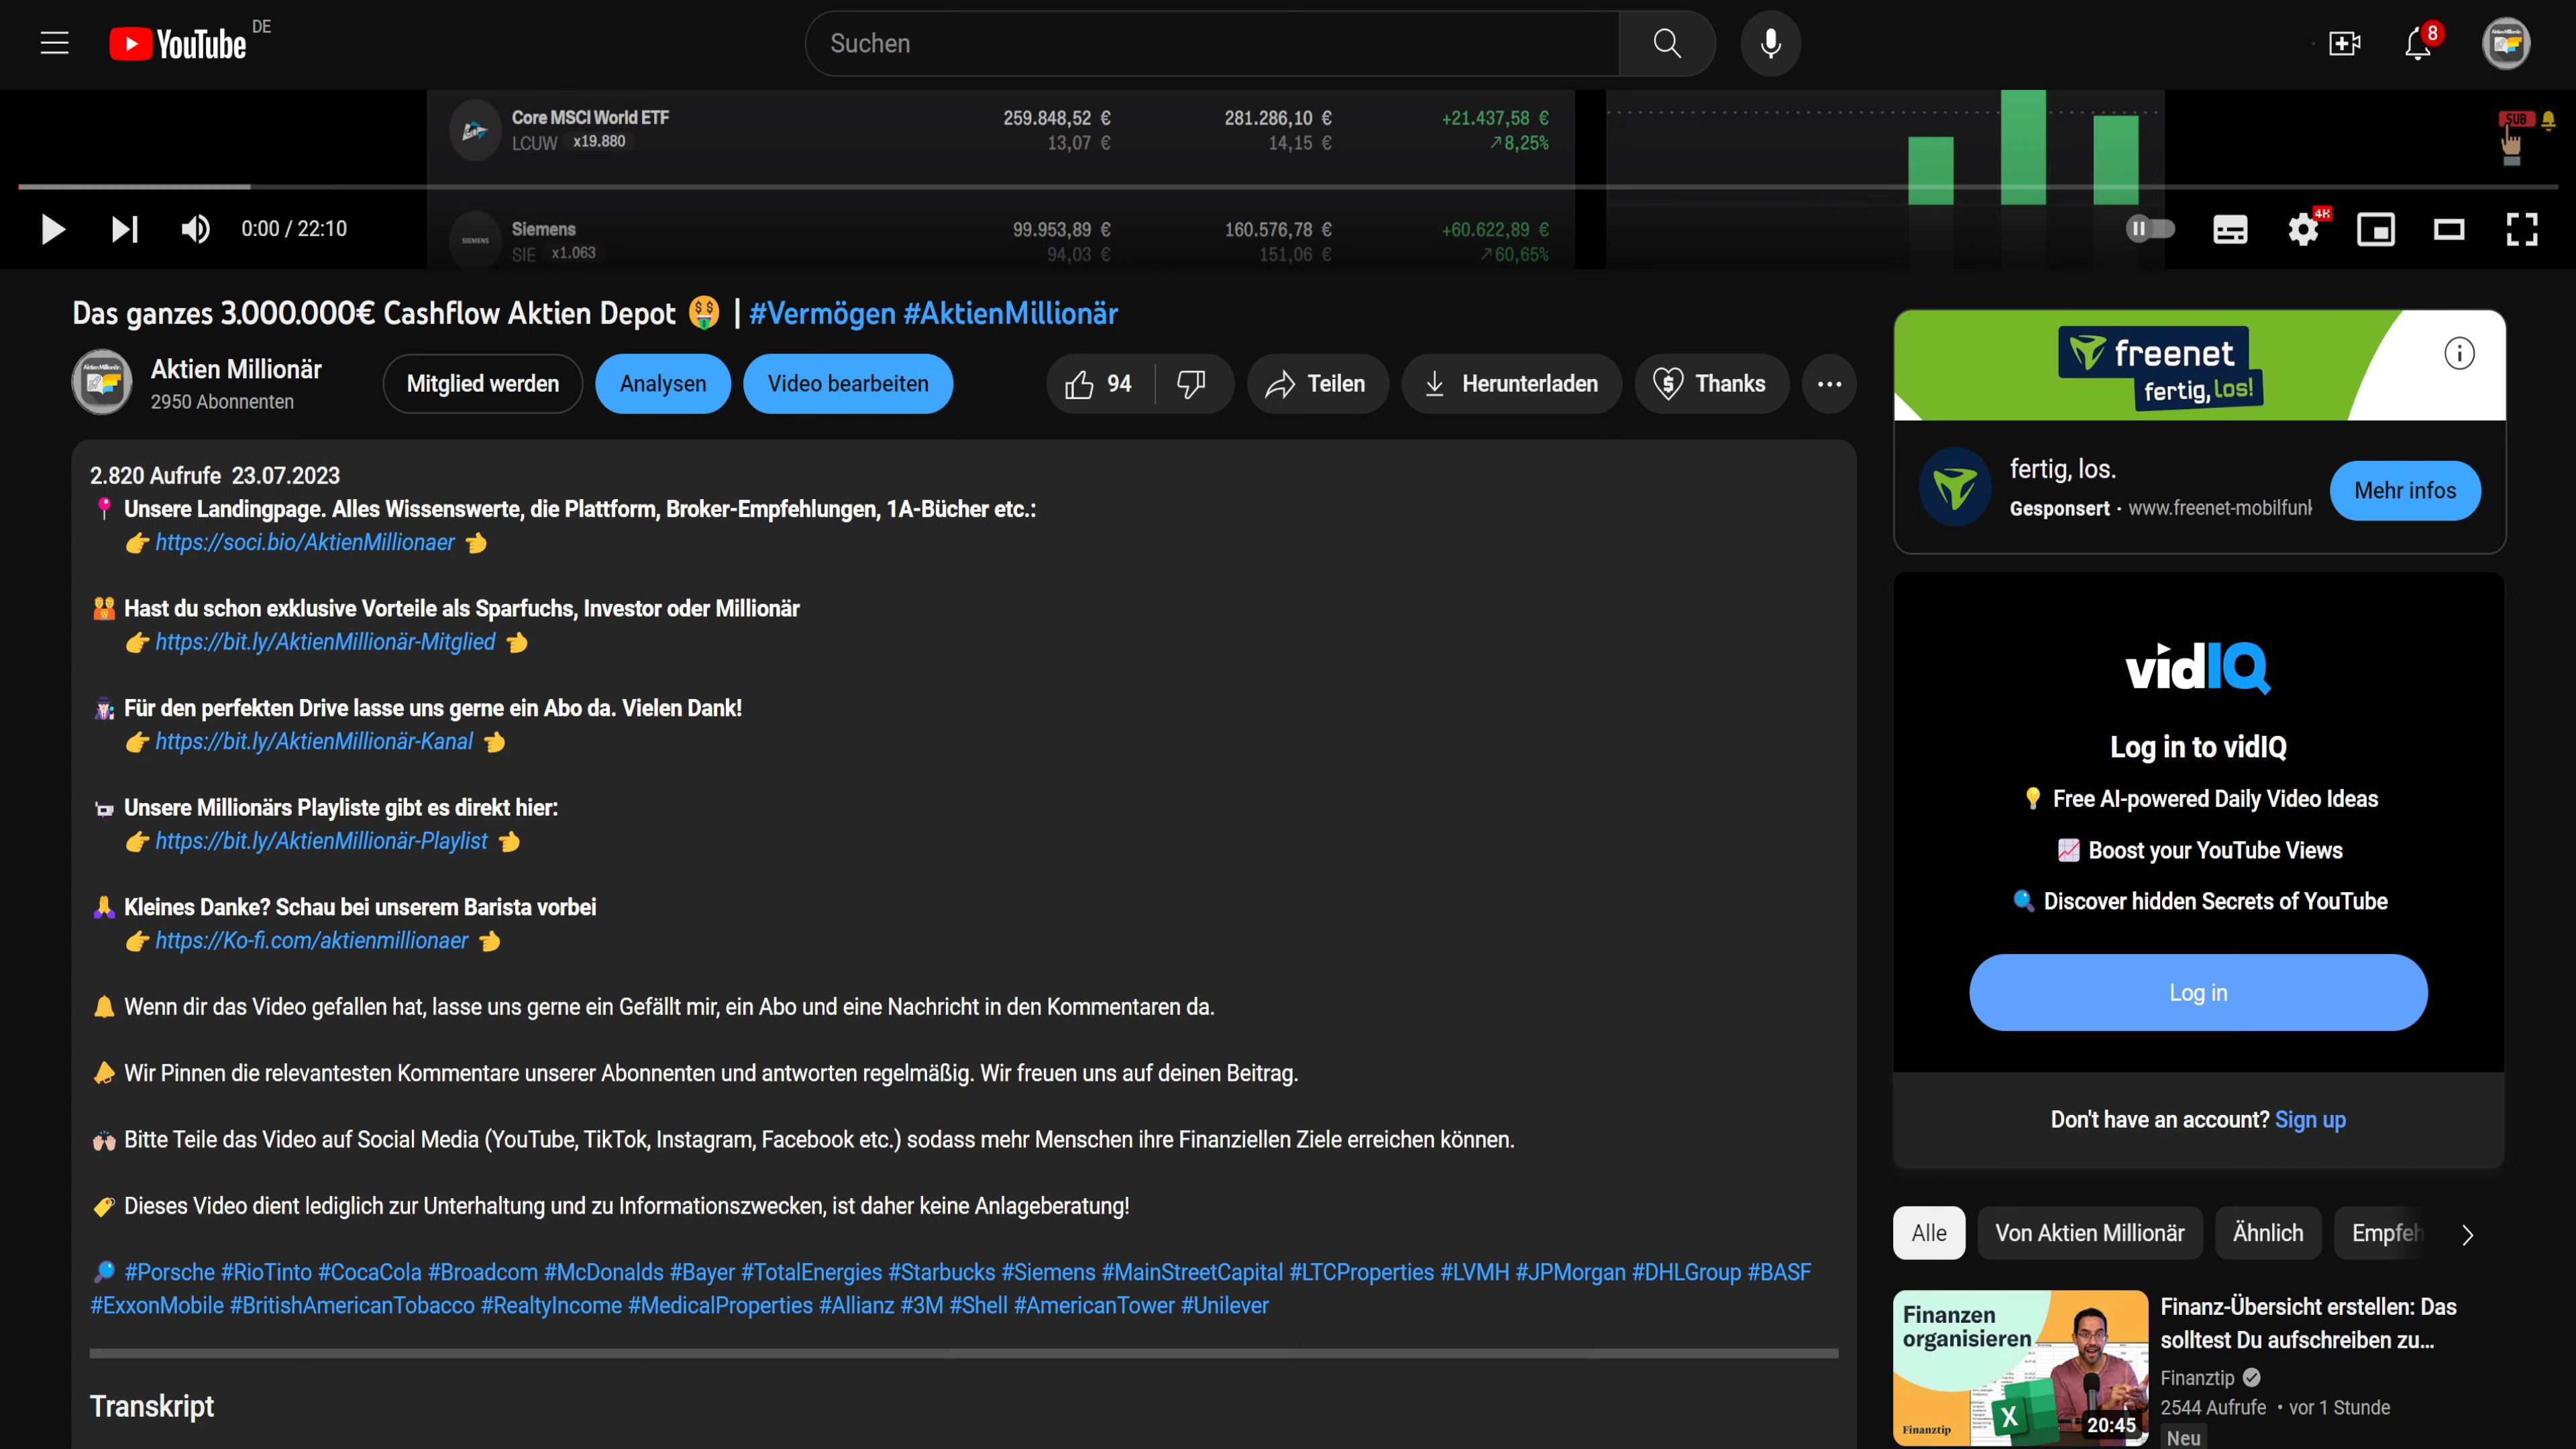 YouTube DE
Suchen
8
Core MSCI World ETF 259.848,52 € 281.286,10 € +21.437,58 €
LCUW x19.880 13,07 € 14,15 € ↗8,25%
SUB
0:00 / 22:10
SIEMENS
Siemens 99.953,89 € 160.576,78 € +60.622,89 €
SIE x1.063 94,03 € 151,06 € ↗60,65%
4K
Das ganzes 3.000.000€ Cashflow Aktien Depot 🤑 | #Vermögen #AktienMillionär
Aktien Millionär
2950 Abonnenten
Mitglied werden
Analysen
Video bearbeiten
94
Teilen
Herunterladen
Thanks
2.820 Aufrufe 23.07.2023
📍 Unsere Landingpage. Alles Wissenswerte, die Plattform, Broker-Empfehlungen, 1A-Bücher etc.:
👉 https://soci.bio/AktienMillionaer 👈
Hast du schon exklusive Vorteile als Sparfuchs, Investor oder Millionär
👉 https://bit.ly/AktienMillionär-Mitglied 👈
Für den perfekten Drive lasse uns gerne ein Abo da. Vielen Dank!
👉 https://bit.ly/AktienMillionär-Kanal 👈
Unsere Millionärs Playliste gibt es direkt hier:
👉 https://bit.ly/AktienMillionär-Playlist 👈
🙏 Kleines Danke? Schau bei unserem Barista vorbei
👉 https://Ko-fi.com/aktienmillionaer 👈
🔔 Wenn dir das Video gefallen hat, lasse uns gerne ein Gefällt mir, ein Abo und eine Nachricht in den Kommentaren da.
📣 Wir Pinnen die relevantesten Kommentare unserer Abonnenten und antworten regelmäßig. Wir freuen uns auf deinen Beitrag.
🙌 Bitte Teile das Video auf Social Media (YouTube, TikTok, Instagram, Facebook etc.) sodass mehr Menschen ihre Finanziellen Ziele erreichen können.
🏷️ Dieses Video dient lediglich zur Unterhaltung und zu Informationszwecken, ist daher keine Anlageberatung!
🔎 #Porsche #RioTinto #CocaCola #Broadcom #McDonalds #Bayer #TotalEnergies #Starbucks #Siemens #MainStreetCapital #LTCProperties #LVMH #JPMorgan #DHLGroup #BASF
#ExxonMobile #BritishAmericanTobacco #RealtyIncome #MedicalProperties #Allianz #3M #Shell #AmericanTower #Unilever
Transkript
freenet
fertig, los!
fertig, los.
Gesponsert · www.freenet-mobilfunk
Mehr infos
vidIQ
Log in to vidIQ
💡 Free AI-powered Daily Video Ideas
📈 Boost your YouTube Views
🔍 Discover hidden Secrets of YouTube
Log in
Don't have an account? Sign up
Alle
Von Aktien Millionär
Ähnlich
Empfeh
Finanzen
organisieren
X
Finanztip
20:45
Finanz-Übersicht erstellen: Das
solltest Du aufschreiben zu...
Finanztip
2544 Aufrufe • vor 1 Stunde
Neu